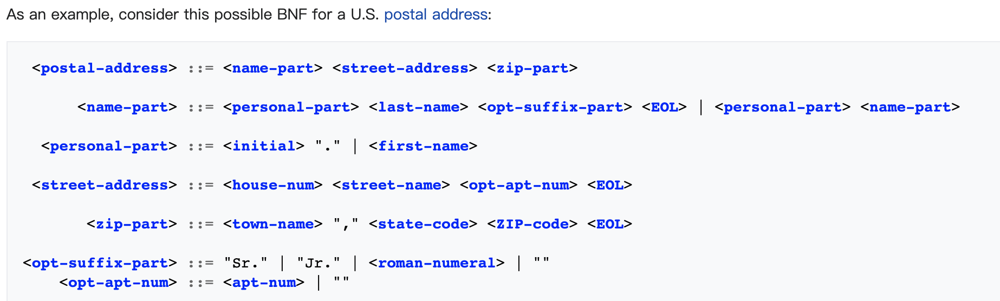 As an example, consider this possible BNF for a U.S. postal address:
<postal-address> ::= <name-part> <street-address> <zip-part>
<name-part> ::= <personal-part> <last-name> <opt-suffix-part> <EOL> | <personal-part> <name-part>
<personal-part> ::= <initial> "." | <first-name>
<street-address> ::= <house-num> <street-name> <opt-apt-num> <EOL>
<zip-part> ::= <town-name> "," <state-code> <ZIP-code> <EOL>
<opt-suffix-part> ::= "Sr." | "Jr." | <roman-numeral> | ""
<opt-apt-num> ::= <apt-num> | ""